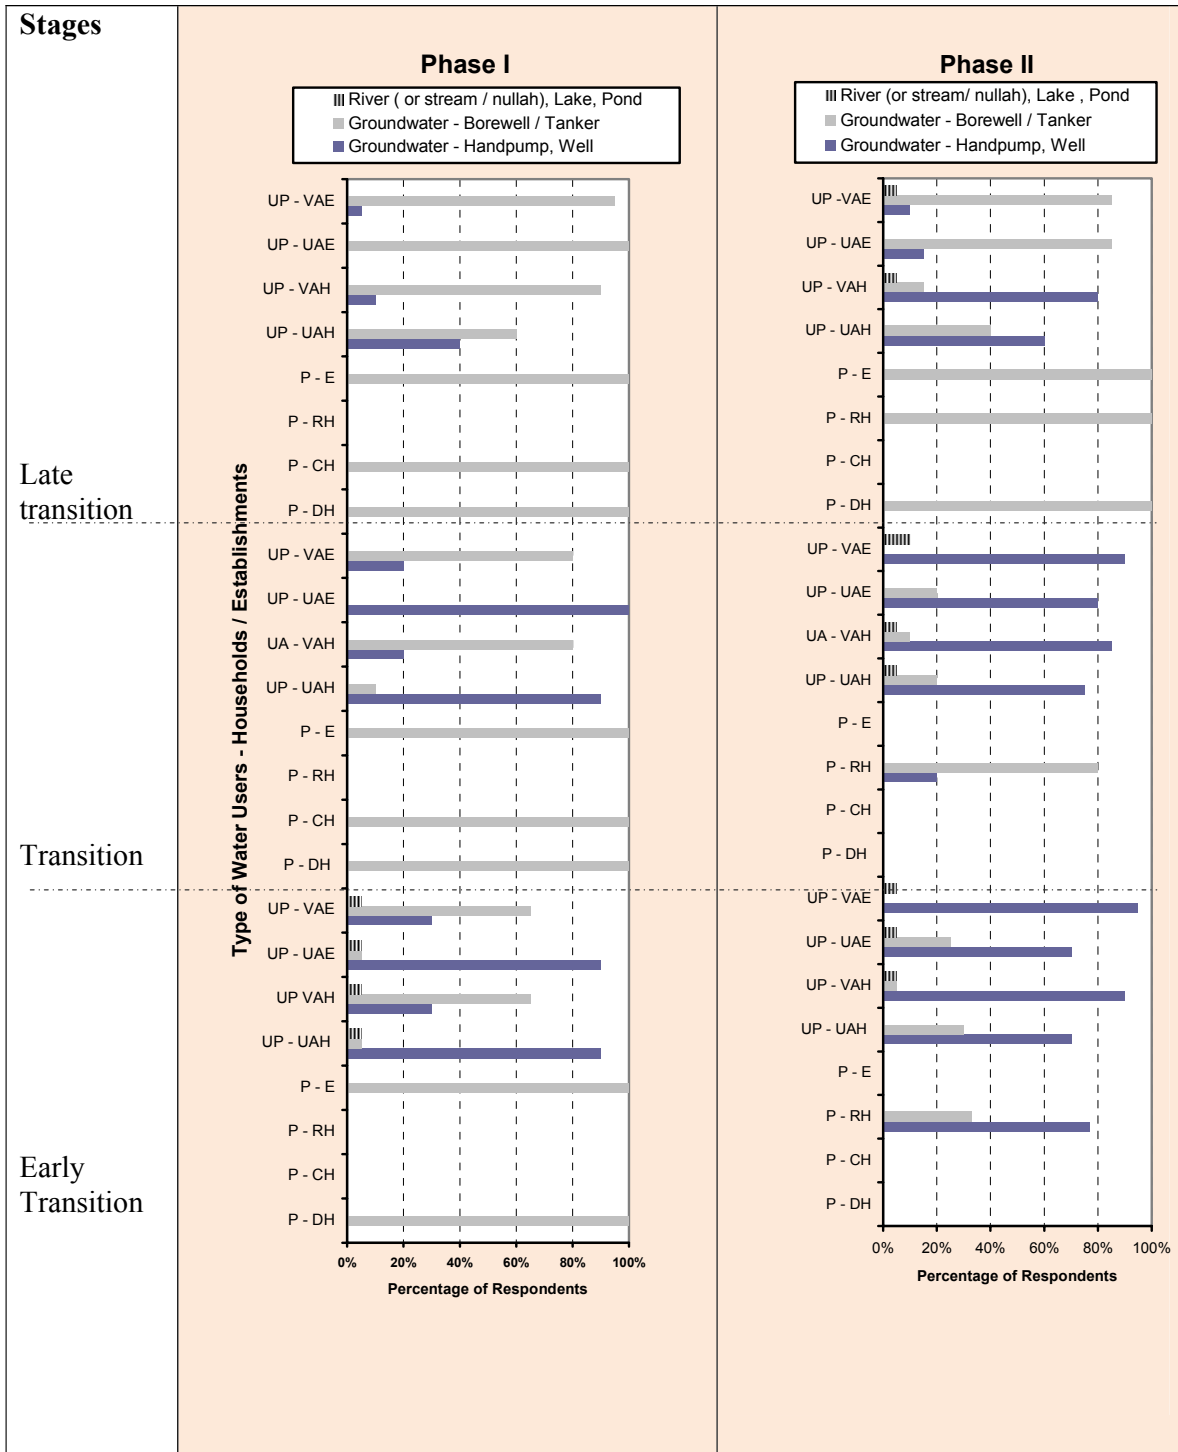 Stages
Phase I
River ( or stream / nullah), Lake, Pond
Groundwater - Borewell / Tanker
Groundwater - Handpump, Well
Type of Water Users - Households / Establishments
UP - VAE
UP - UAE
UP - VAH
UP - UAH
P - E
P - RH
P - CH
P - DH
UP - VAE
UP - UAE
UA - VAH
UP - UAH
P - E
P - RH
P - CH
P - DH
UP - VAE
UP - UAE
UP VAH
UP - UAH
P - E
P - RH
P - CH
P - DH
0% 20% 40% 60% 80% 100%
Percentage of Respondents
Phase II
River (or stream/ nullah), Lake , Pond
Groundwater - Borewell / Tanker
Groundwater - Handpump, Well
UP -VAE
UP - UAE
UP - VAH
UP - UAH
P - E
P - RH
P - CH
P - DH
UP - VAE
UP - UAE
UA - VAH
UP - UAH
P - E
P - RH
P - CH
P - DH
UP - VAE
UP - UAE
UP - VAH
UP - UAH
P - E
P - RH
P - CH
P - DH
0% 20% 40% 60% 80% 100%
Percentage of Respondents
Late
transition
Transition
Early
Transition